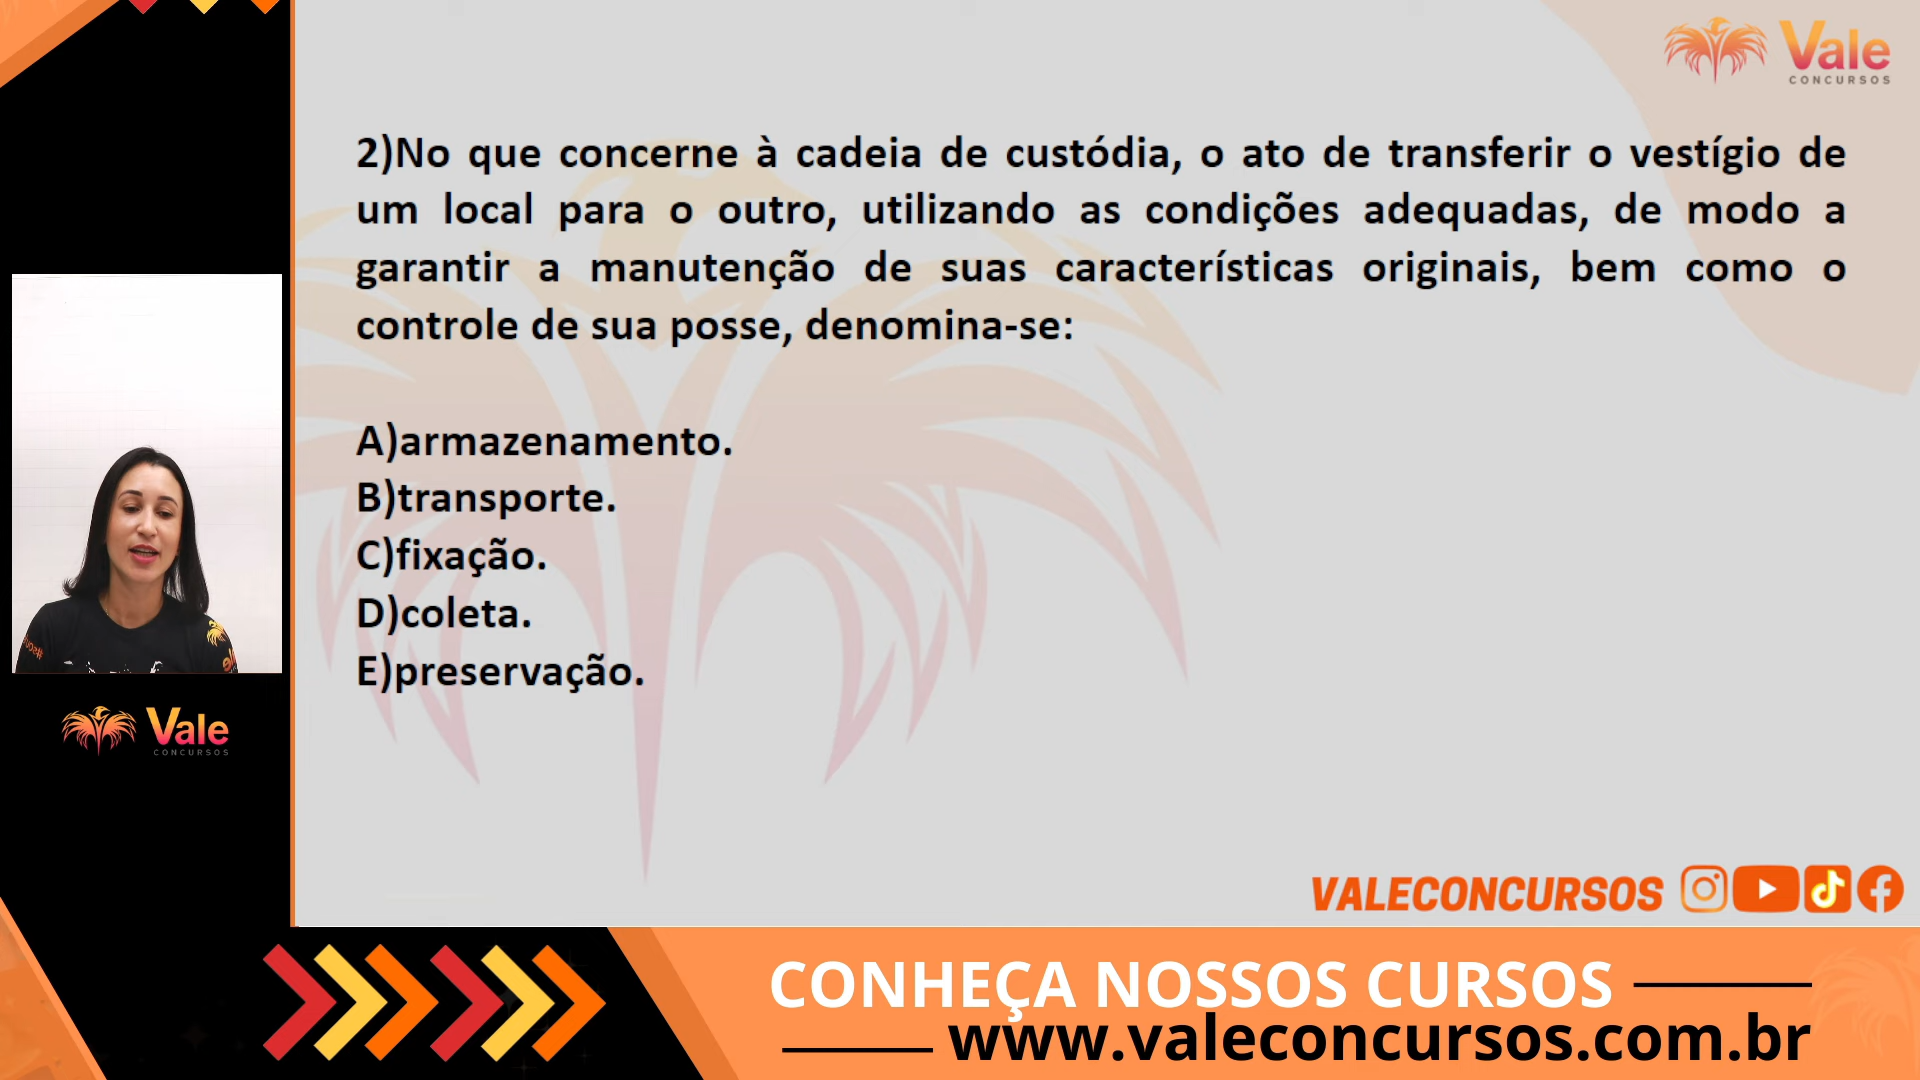 Vale
CONCURSOS
2)No que concerne à cadeia de custódia, o ato de transferir o vestígio de
um local para o outro, utilizando as condições adequadas, de modo a
garantir a manutenção de suas características originais, bem como o
controle de sua posse, denomina-se:
A)armazenamento.
B)transporte.
C)fixação.
D)coleta.
E)preservação.
Vale
CONCURSOS
VALECONCURSOS
CONHEÇA NOSSOS CURSOS
www.valeconcursos.com.br